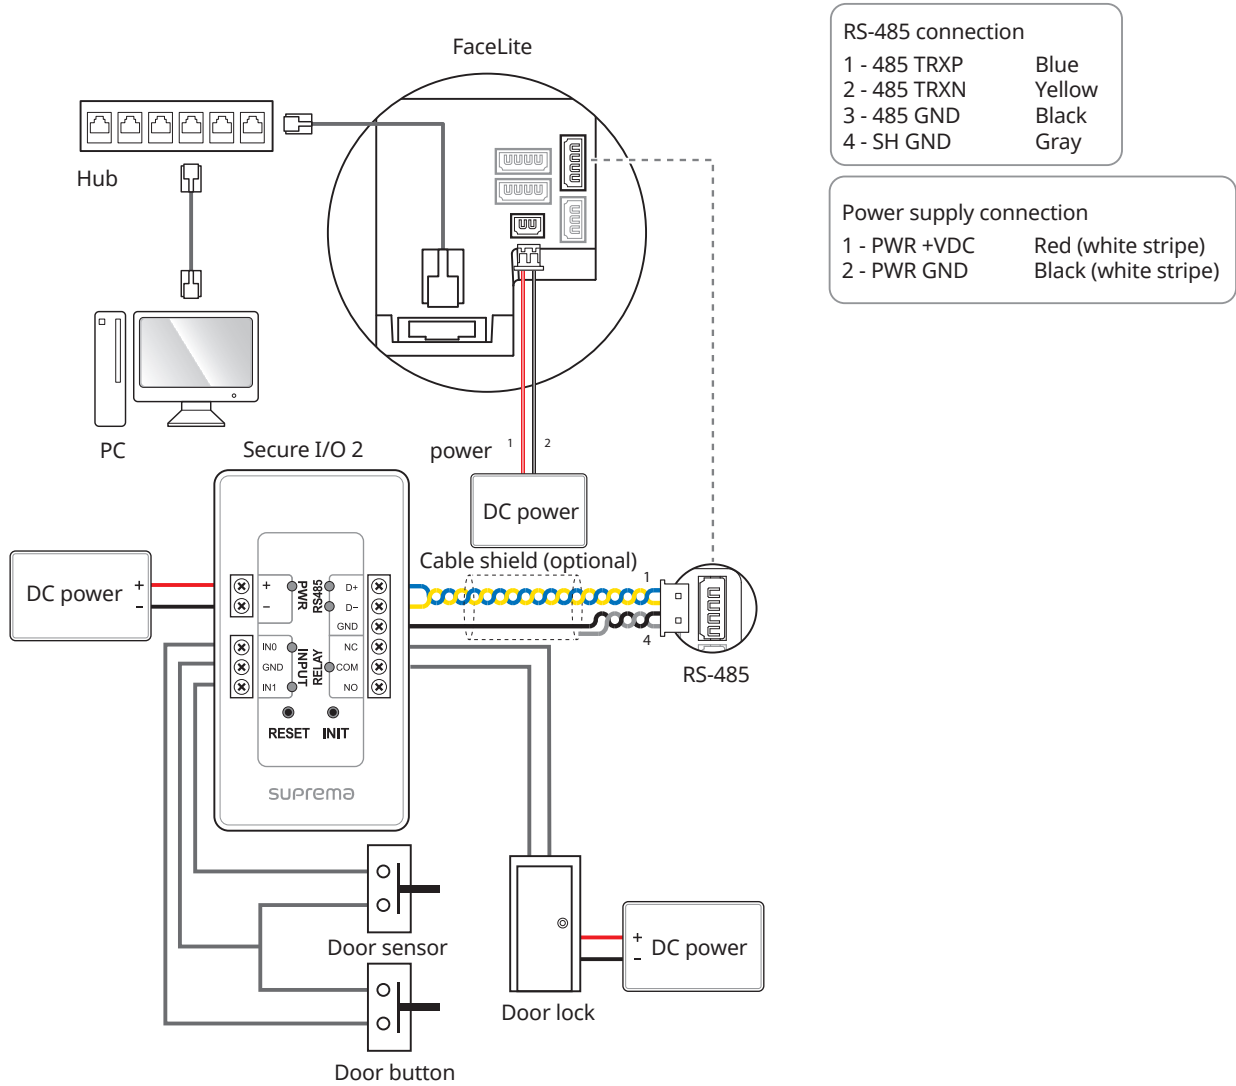 FaceLite
RS-485 connection
1 - 485 TRXP Blue
2 - 485 TRXN Yellow
3 - 485 GND Black
4 - SH GND Gray
Hub
Power supply connection
1 - PWR +VDC Red (white stripe)
2 - PWR GND Black (white stripe)
PC
Secure I/O 2
power 1 2
DC power
Cable shield (optional)
1
4
RS-485
DC power + -
+ PWR RS485 D+
- D-
GND
IN0 INPUT RELAY NC
GND COM
IN1 NO
RESET INIT
suprema
Door sensor
+ - DC power
Door lock
Door button